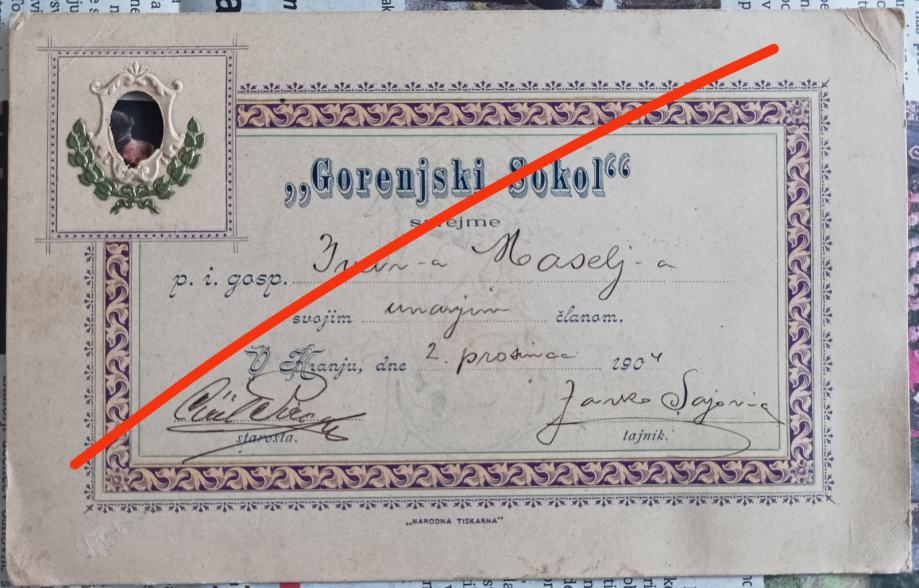 „Gorenjski Sokol“
sprejme
p. i. gosp. Ivan-a Maselj-a
svojim unanjim članom.
V Kranju, dne 2. prosinca 1904
Janko Sajovic
starosta. tajnik.
„NARODNA TISKARNA“